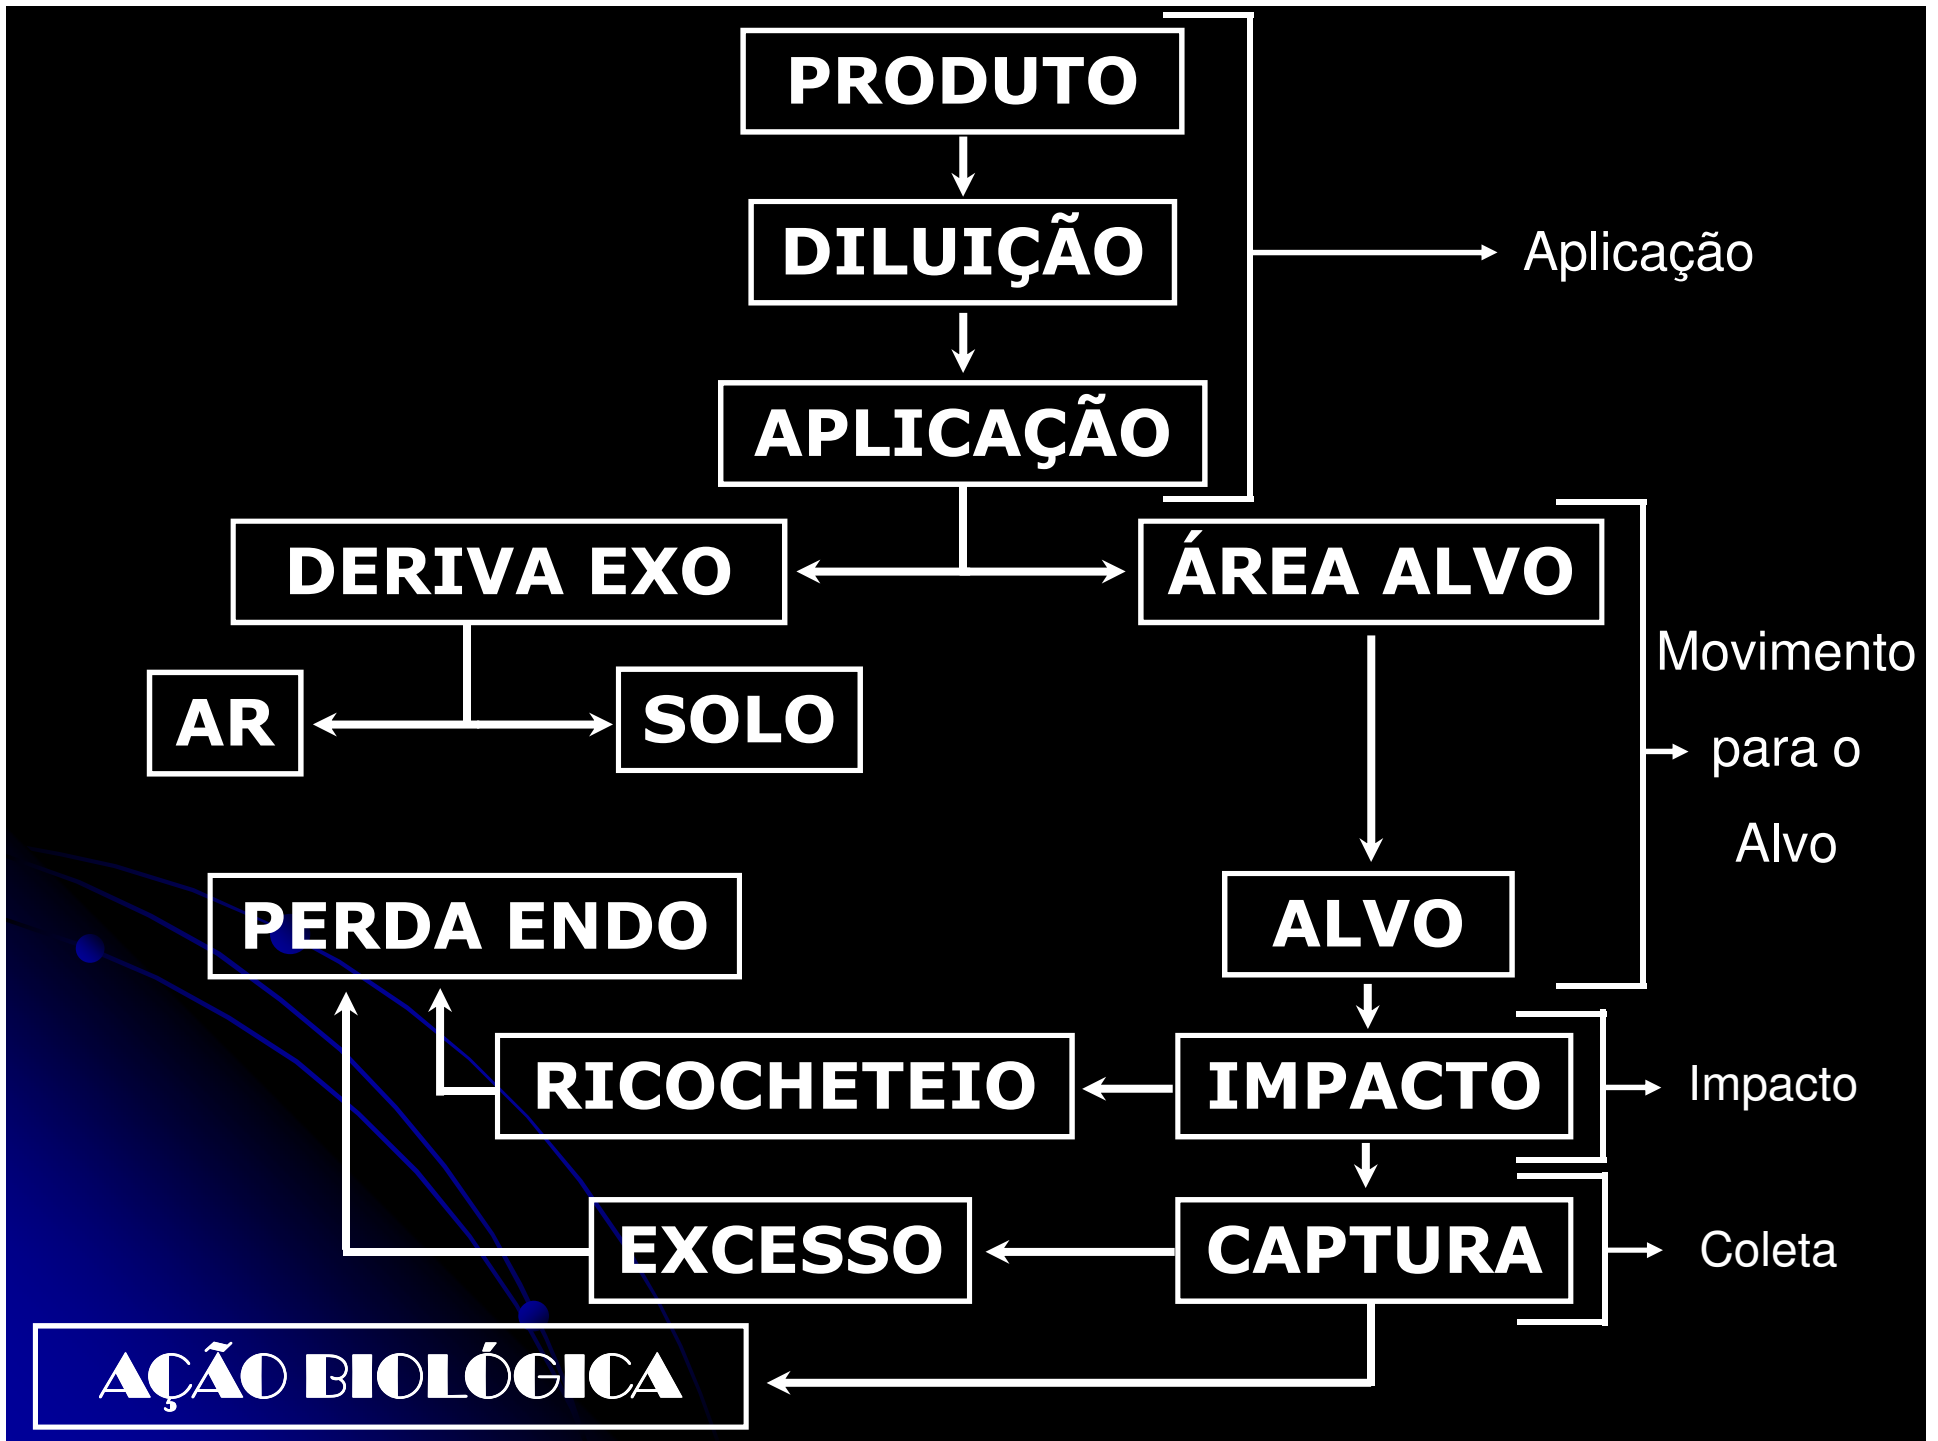 PRODUTO
DILUIÇÃO
Aplicação
APLICAÇÃO
DERIVA EXO
ÁREA ALVO
Movimento
para o
Alvo
AR
SOLO
PERDA ENDO
ALVO
RICOCHETEIO
IMPACTO
Impacto
EXCESSO
CAPTURA
Coleta
AÇÃO BIOLÓGICA